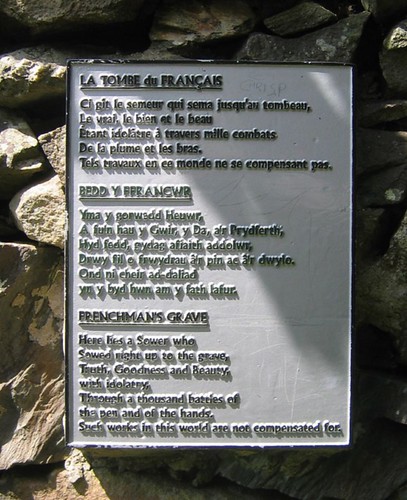 LA TOMBE du FRANÇAIS
Ci gît le semeur qui sema jusqu'au tombeau,
Le vrai, le bien et le beau
Étant idolâtre à travers mille combats
De la plume et les bras.
Tels travaux en ce monde ne se compensant pas.
BEDD Y FFRANCWR
Yma y gorwedd Heuwr,
A fu'n hau y Gwir, y Da, a'r Prydferth,
Hyd fedd, gydag afiaith addolwr,
Drwy fil o frwydrau â'r pin ac â'r dwylo.
Ond ni cheir ad-daliad
yn y byd hwn am y fath lafur.
FRENCHMAN'S GRAVE
Here lies a Sower who
Sowed right up to the grave,
Truth, Goodness and Beauty,
with idolatry,
Through a thousand battles of
the pen and of the hands.
Such works in this world are not compensated for.